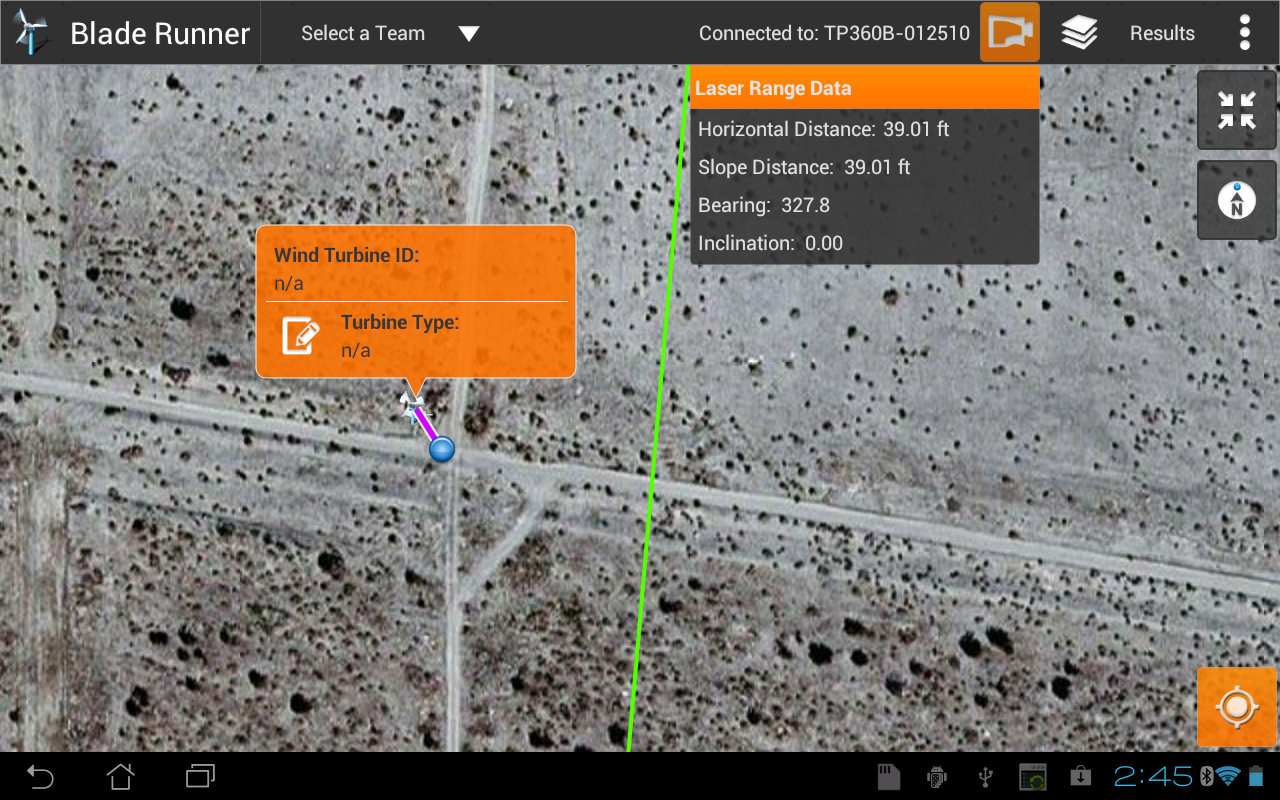 Blade Runner
Select a Team
Connected to: TP360B-012510
Results
Laser Range Data
Horizontal Distance: 39.01 ft
Slope Distance: 39.01 ft
Bearing: 327.8
Inclination: 0.00
N
Wind Turbine ID:
n/a
Turbine Type:
n/a
2:45